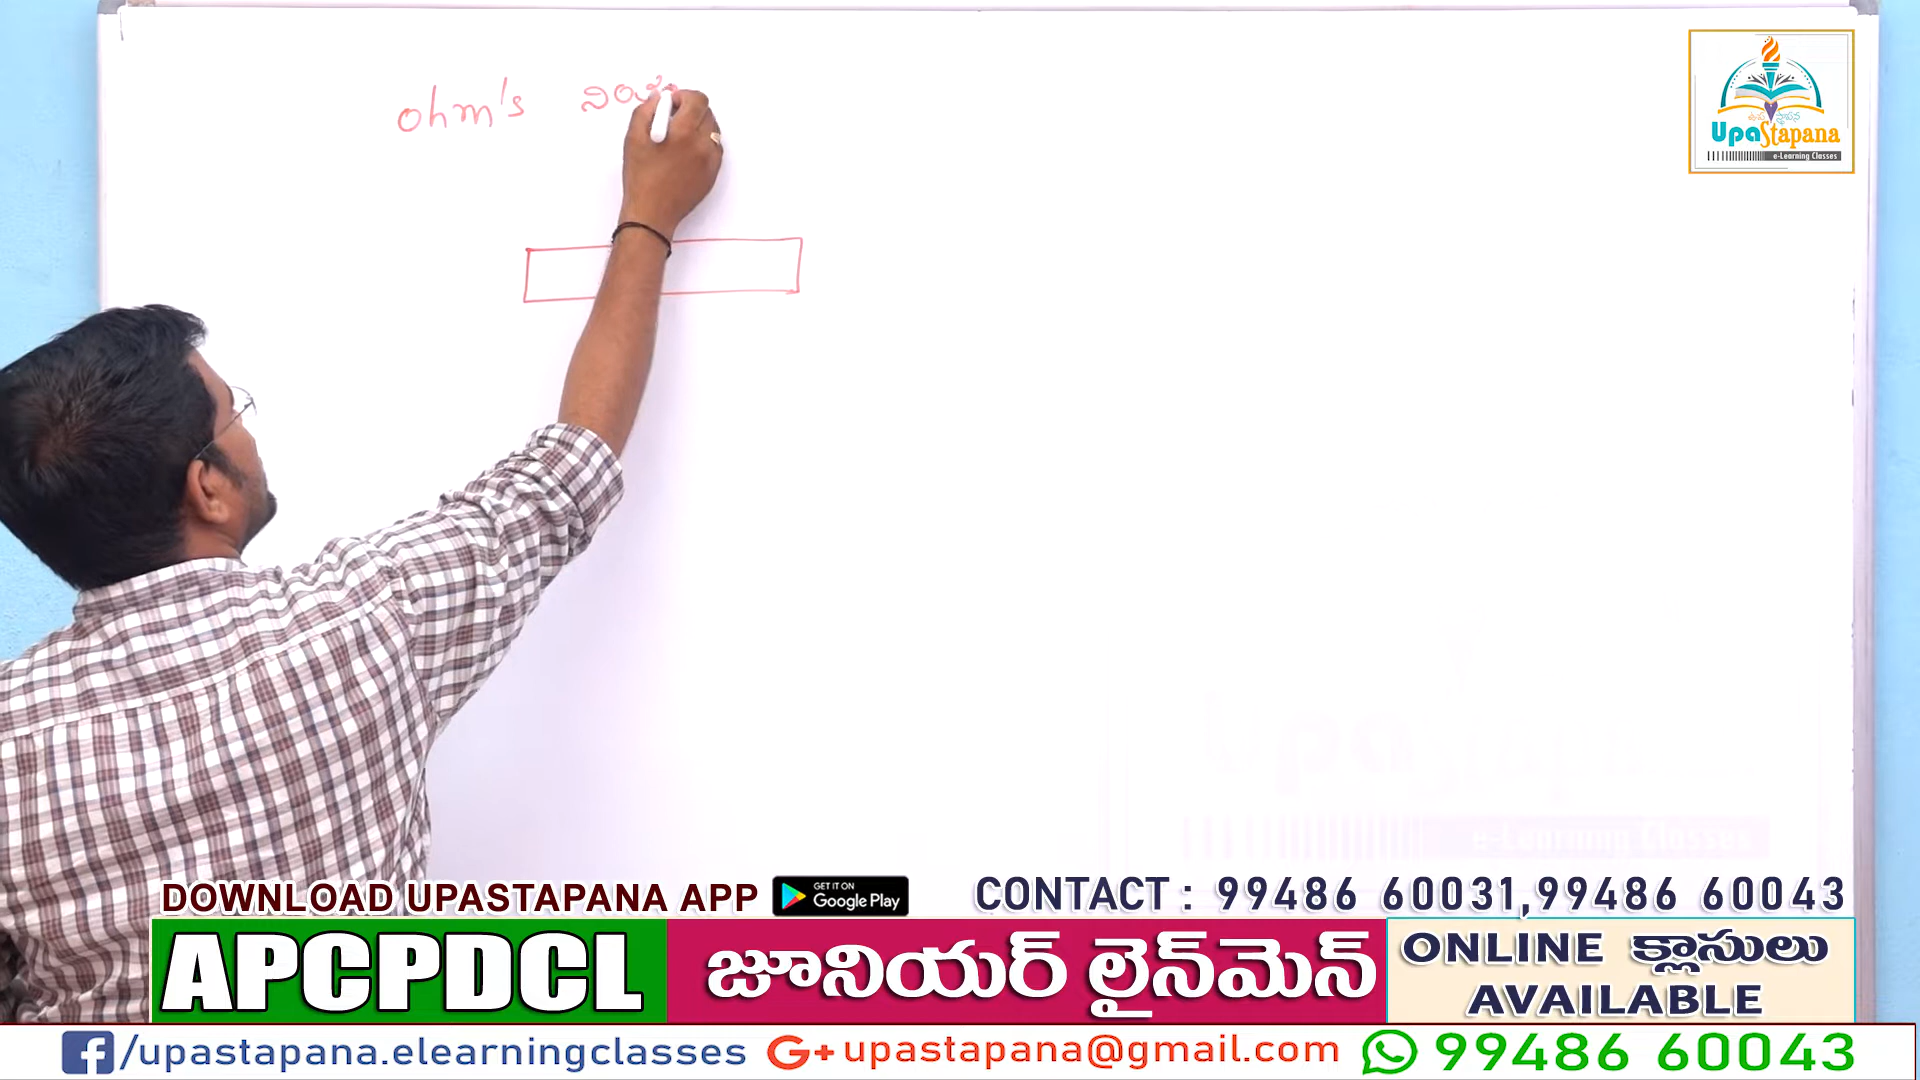 ohm's
UpaStapana
e-Learning Classes
DOWNLOAD UPASTAPANA APP
GET IT ON
Google Play
CONTACT : 99486 60031,99486 60043
APCPDCL
జూనియర్ లైన్‌మెన్
ONLINE క్లాసులు
AVAILABLE
/upastapana.elearningclasses
G+ upastapana@gmail.com
99486 60043